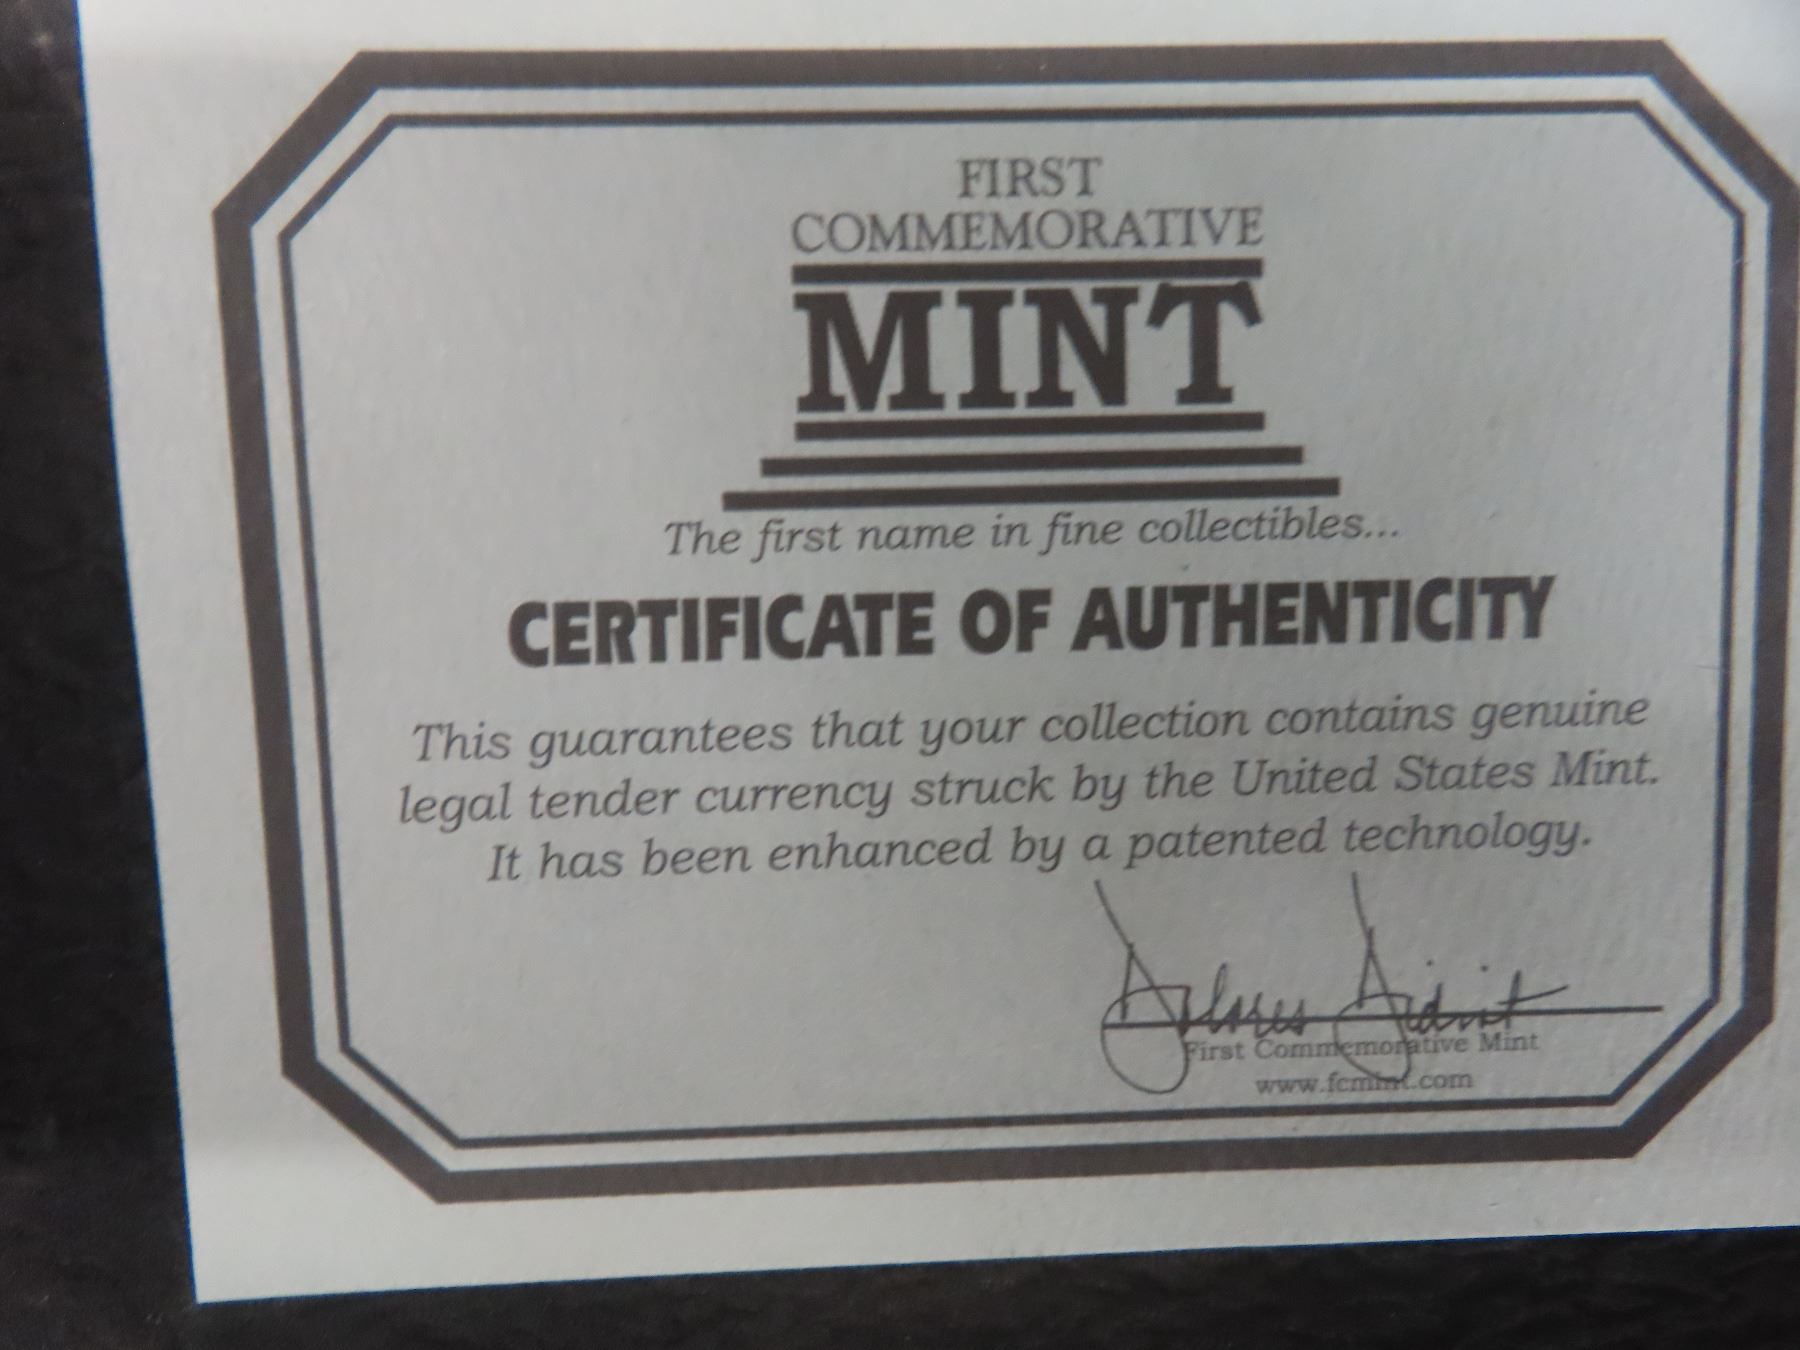 FIRST
COMMEMORATIVE
MINT
The first name in fine collectibles...
CERTIFICATE OF AUTHENTICITY
This guarantees that your collection contains genuine
legal tender currency struck by the United States Mint.
It has been enhanced by a patented technology.
First Commemorative Mint
www.fcmint.com